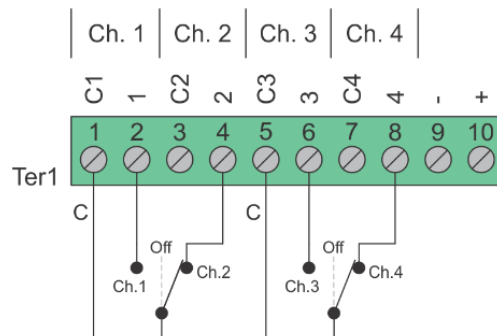 Ch. 1 Ch. 2 Ch. 3 Ch. 4
C1 1 C2 2 C3 3 C4 4 - +
1 2 3 4 5 6 7 8 9 10
Ter1
C C
Off Off
Ch.1 Ch.2 Ch.3 Ch.4